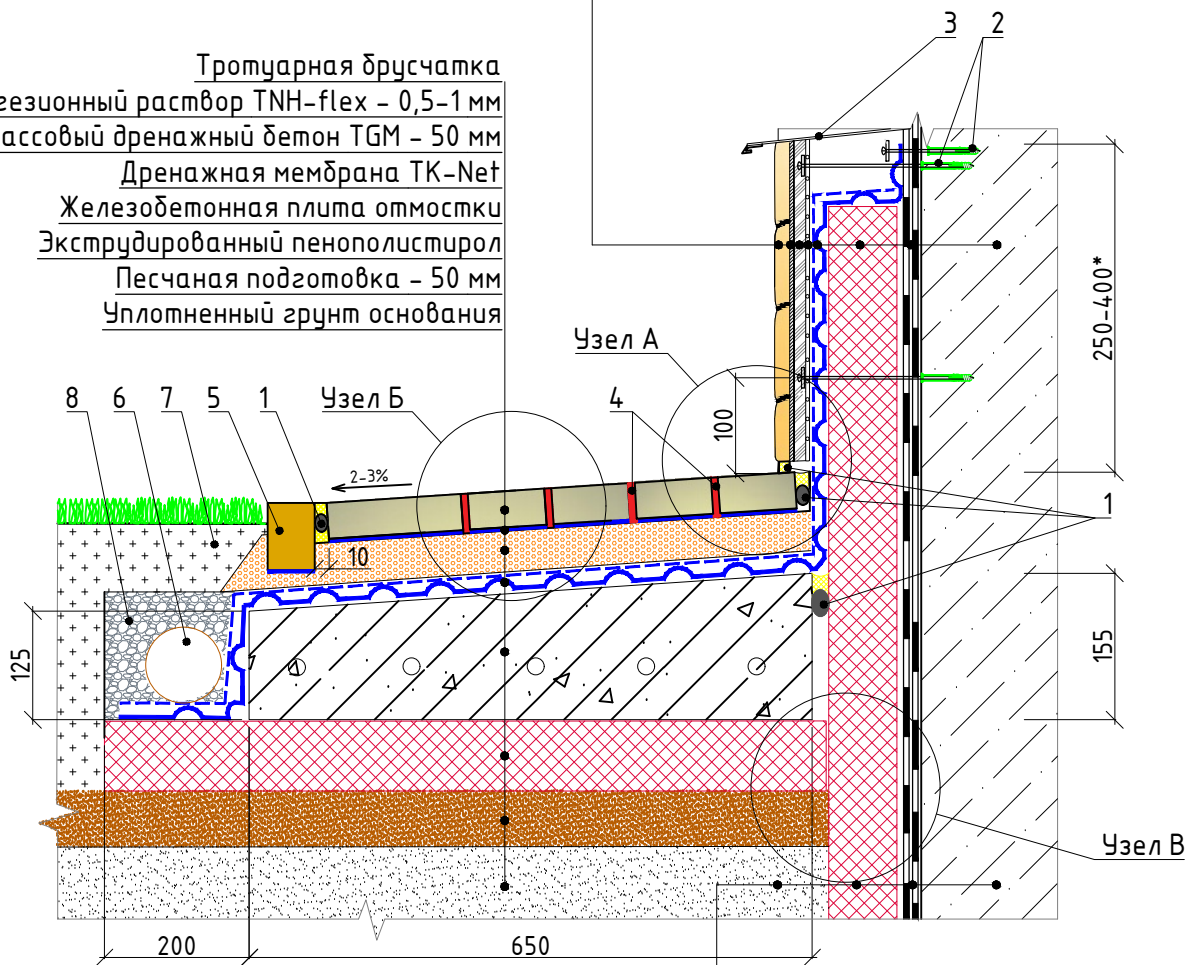 3 2
Тротуарная брусчатка
гезионный раствор TNH-flex - 0,5-1 мм
ассовый дренажный бетон TGM - 50 мм
Дренажная мембрана TK-Net
Железобетонная плита отмостки
Экструдированный пенополистирол
Песчаная подготовка - 50 мм
Уплотненный грунт основания
250-400*
Узел А
8 6 7 5 1 Узел Б 4
100
2-3%
1
10
125
155
Узел В
200 650